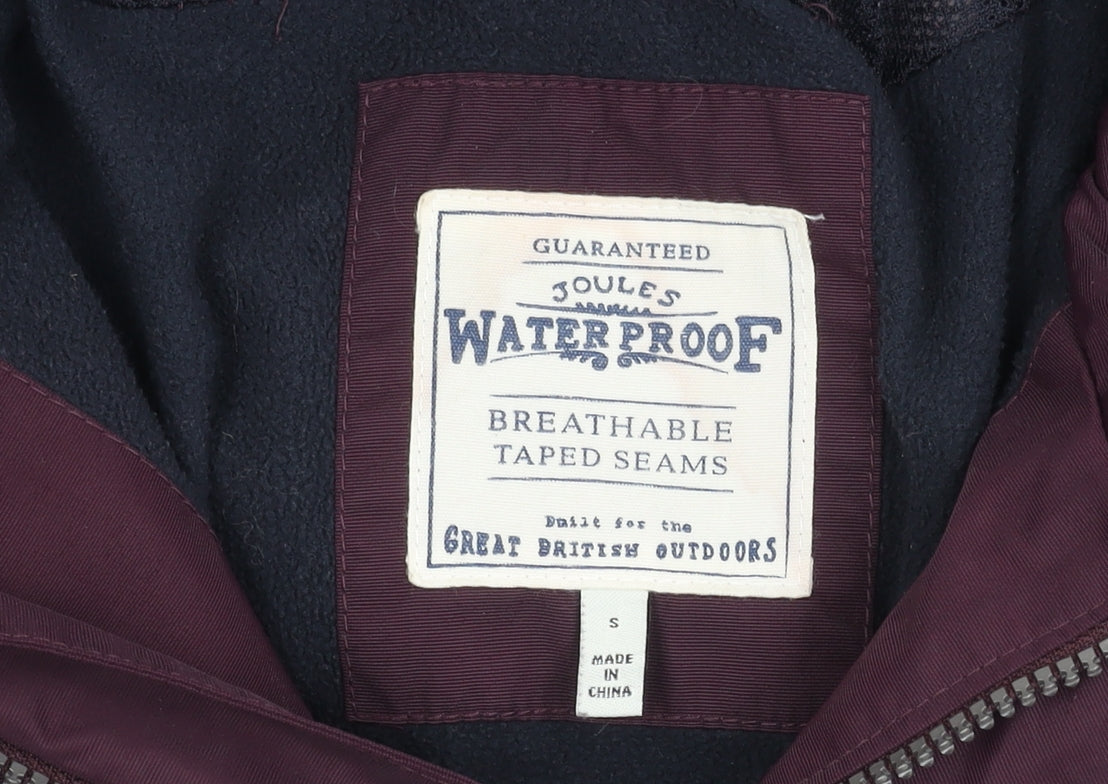 GUARANTEED
JOULES
WATERPROOF
BREATHABLE
TAPED SEAMS
Built for the
GREAT BRITISH OUTDOORS
S
MADE
IN
CHINA